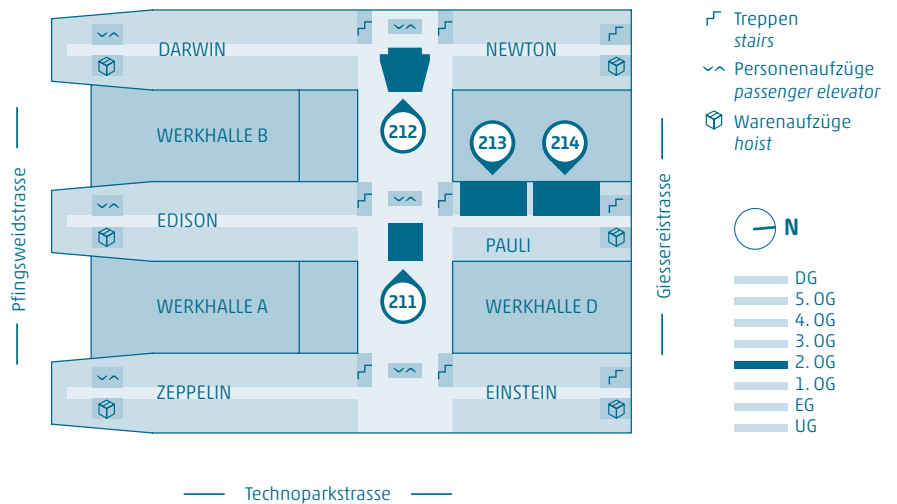 DARWIN
NEWTON
WERKHALLE B
212
213
214
EDISON
PAULI
WERKHALLE A
211
WERKHALLE D
ZEPPELIN
EINSTEIN
Pfingsweidstrasse
Giessereistrasse
Technoparkstrasse
Treppen
stairs
Personenaufzüge
passenger elevator
Warenaufzüge
hoist
N
DG
5. OG
4. OG
3. OG
2. OG
1. OG
EG
UG